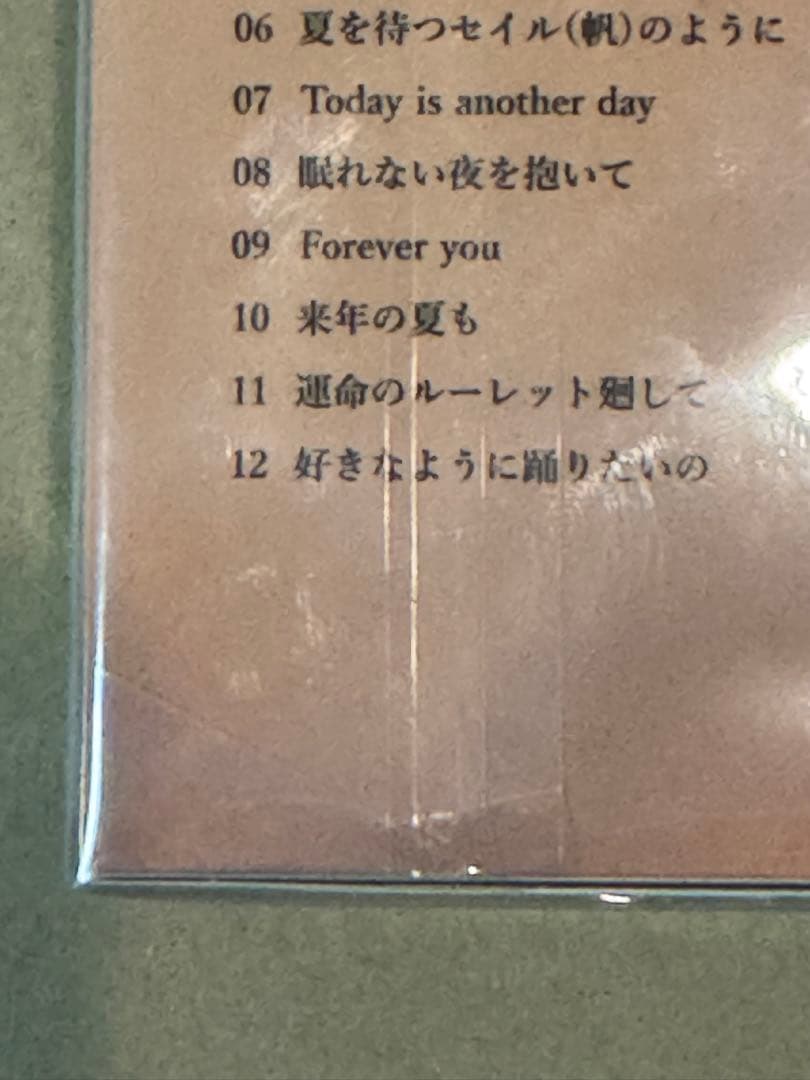 06 夏を待つセイル(帆)のように
07 Today is another day
08 眠れない夜を抱いて
09 Forever you
10 来年の夏も
11 運命のルーレット廻して
12 好きなように踊りたいの